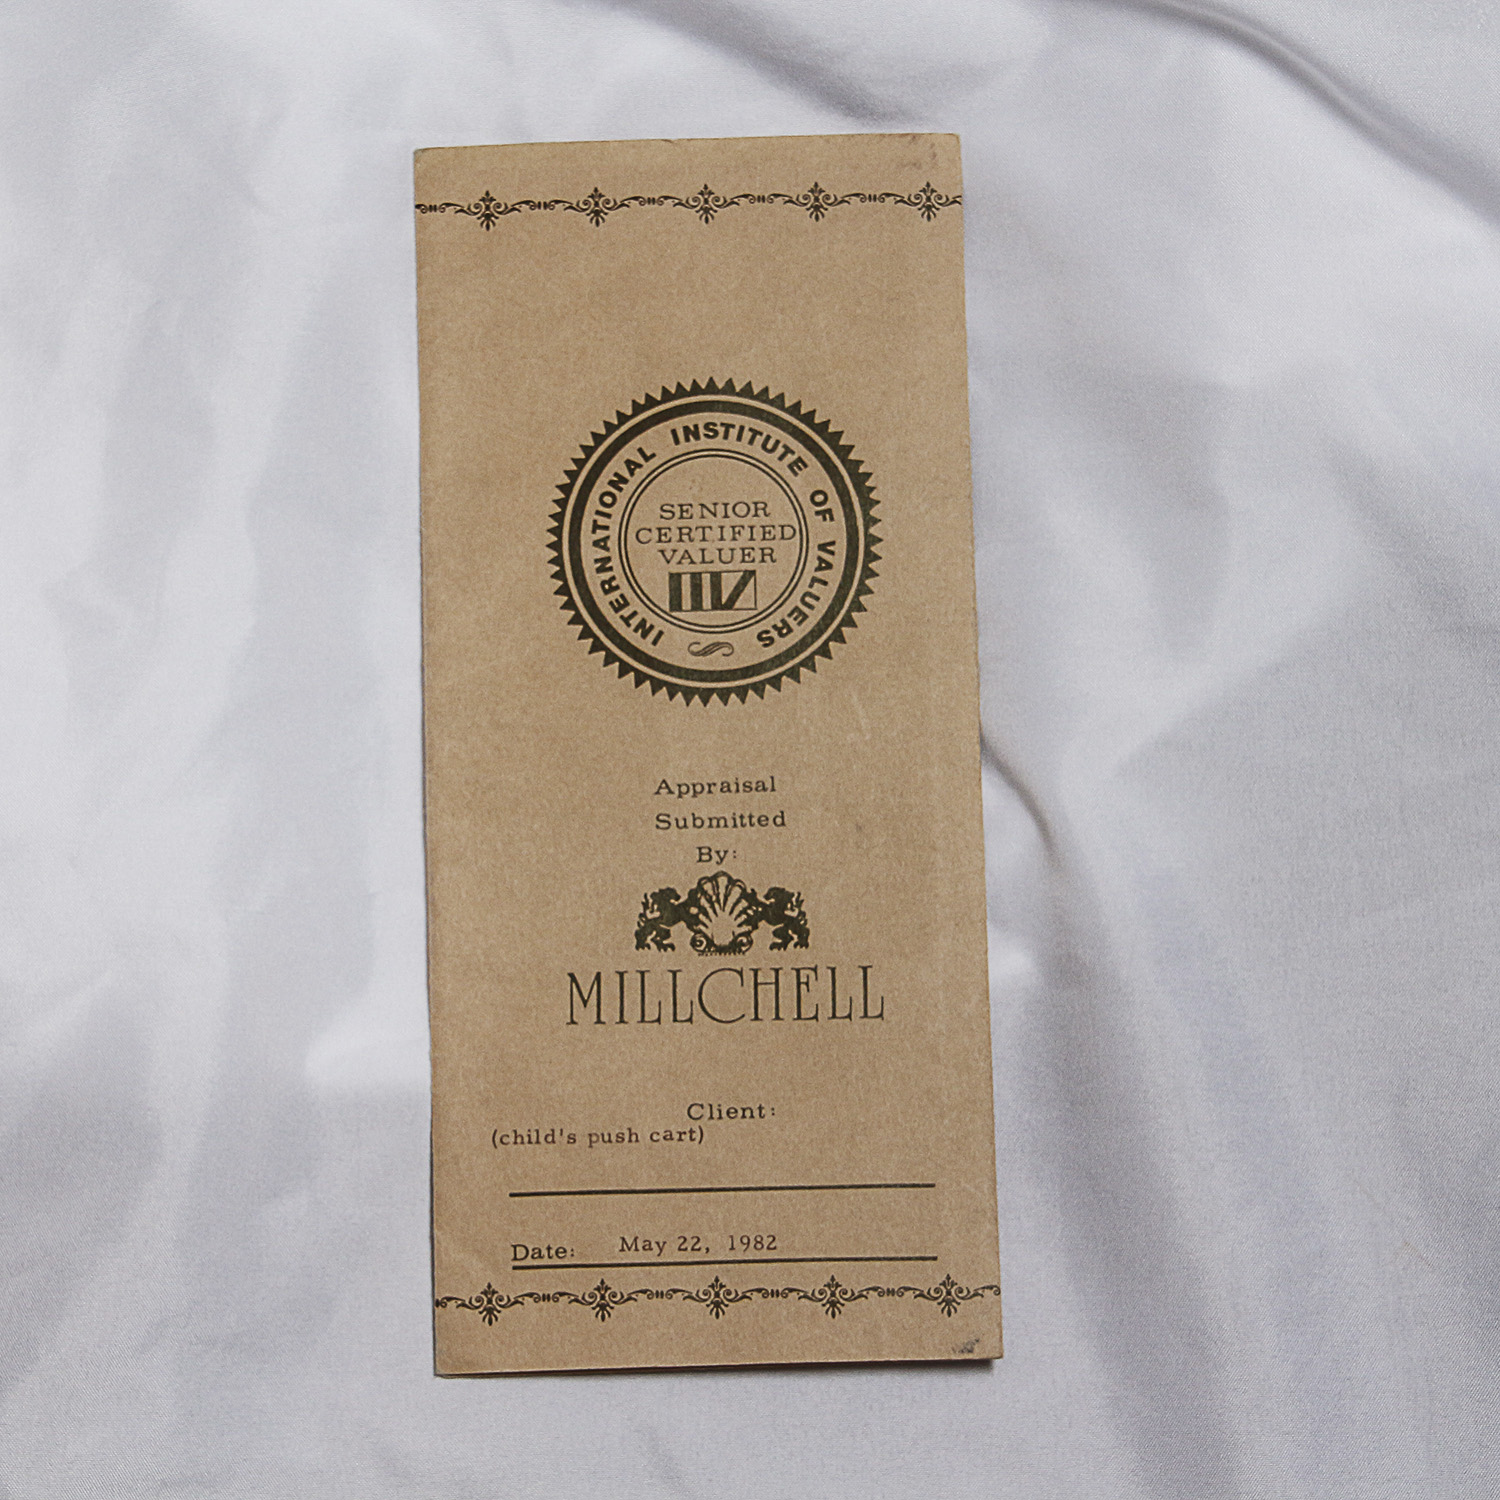 INTERNATIONAL INSTITUTE OF VALUERS
SENIOR
CERTIFIED
VALUER
IIV
Appraisal
Submitted
By:
MILLCHELL
Client:
(child's push cart)
Date: May 22, 1982